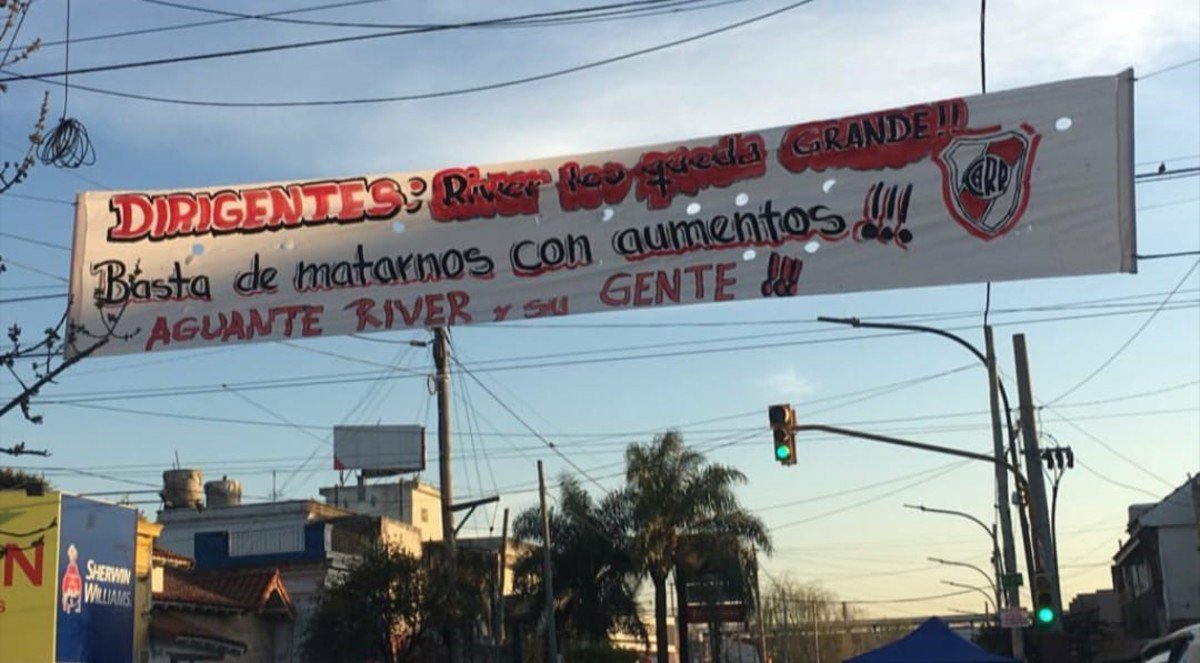 DIRIGENTES: River les queda GRANDE!!
Basta de matarnos con aumentos !!!!
AGUANTE RIVER y su GENTE !!!
CARP
SHERWIN
WILLIAMS.
N